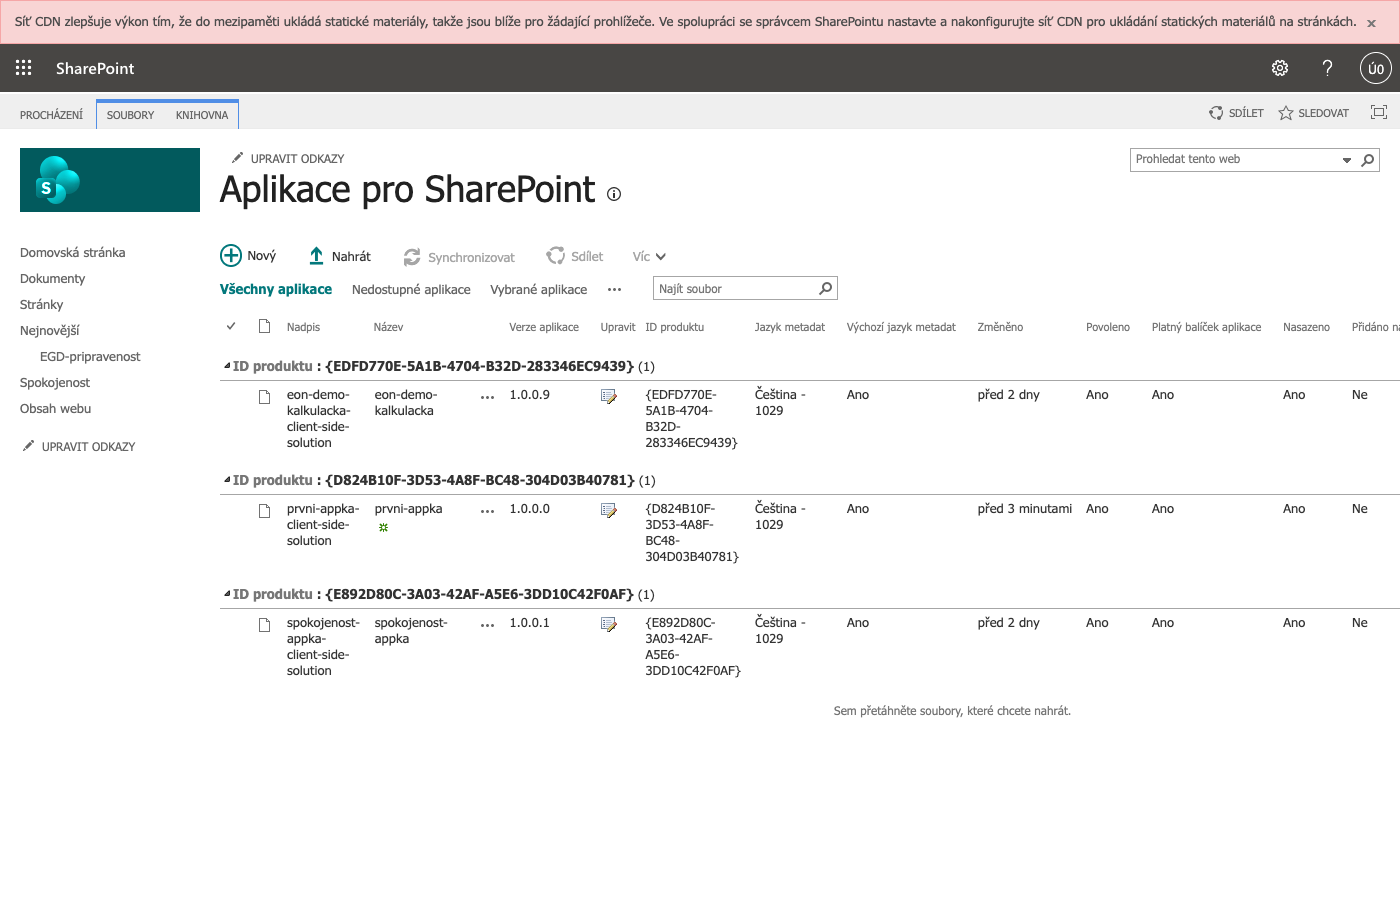 Síť CDN zlepšuje výkon tím, že do mezipaměti ukládá statické materiály, takže jsou blíže pro žádající prohlížeče. Ve spolupráci se správcem SharePointu nastavte a nakonfigurujte síť CDN pro ukládání statických materiálů na stránkách. ×
SharePoint ? Ú0
PROCHÁZENÍ SOUBORY KNIHOVNA SDÍLET SLEDOVAT
S
UPRAVIT ODKAZY
Prohledat tento web
Aplikace pro SharePoint
Domovská stránka
Dokumenty
Stránky
Nejnovější
EGD-pripravenost
Spokojenost
Obsah webu
UPRAVIT ODKAZY
Nový Nahrát Synchronizovat Sdílet Víc
Všechny aplikace Nedostupné aplikace Vybrané aplikace ••• Najít soubor
Nadpis Název Verze aplikace Upravit ID produktu Jazyk metadat Výchozí jazyk metadat Změněno Povoleno Platný balíček aplikace Nasazeno Přidáno na
ID produktu : {EDFD770E-5A1B-4704-B32D-283346EC9439} (1)
eon-demo- eon-demo- ••• 1.0.0.9 {EDFD770E- Čeština - Ano před 2 dny Ano Ano Ano Ne
kalkulacka- kalkulacka 5A1B-4704- 1029
client-side- B32D-
solution 283346EC9439}
ID produktu : {D824B10F-3D53-4A8F-BC48-304D03B40781} (1)
prvni-appka- prvni-appka ••• 1.0.0.0 {D824B10F- Čeština - Ano před 3 minutami Ano Ano Ano Ne
client-side- 3D53-4A8F- 1029
solution BC48-
304D03B40781}
ID produktu : {E892D80C-3A03-42AF-A5E6-3DD10C42F0AF} (1)
spokojenost- spokojenost- ••• 1.0.0.1 {E892D80C- Čeština - Ano před 2 dny Ano Ano Ano Ne
appka- appka 3A03-42AF- 1029
client-side- A5E6-
solution 3DD10C42F0AF}
Sem přetáhněte soubory, které chcete nahrát.